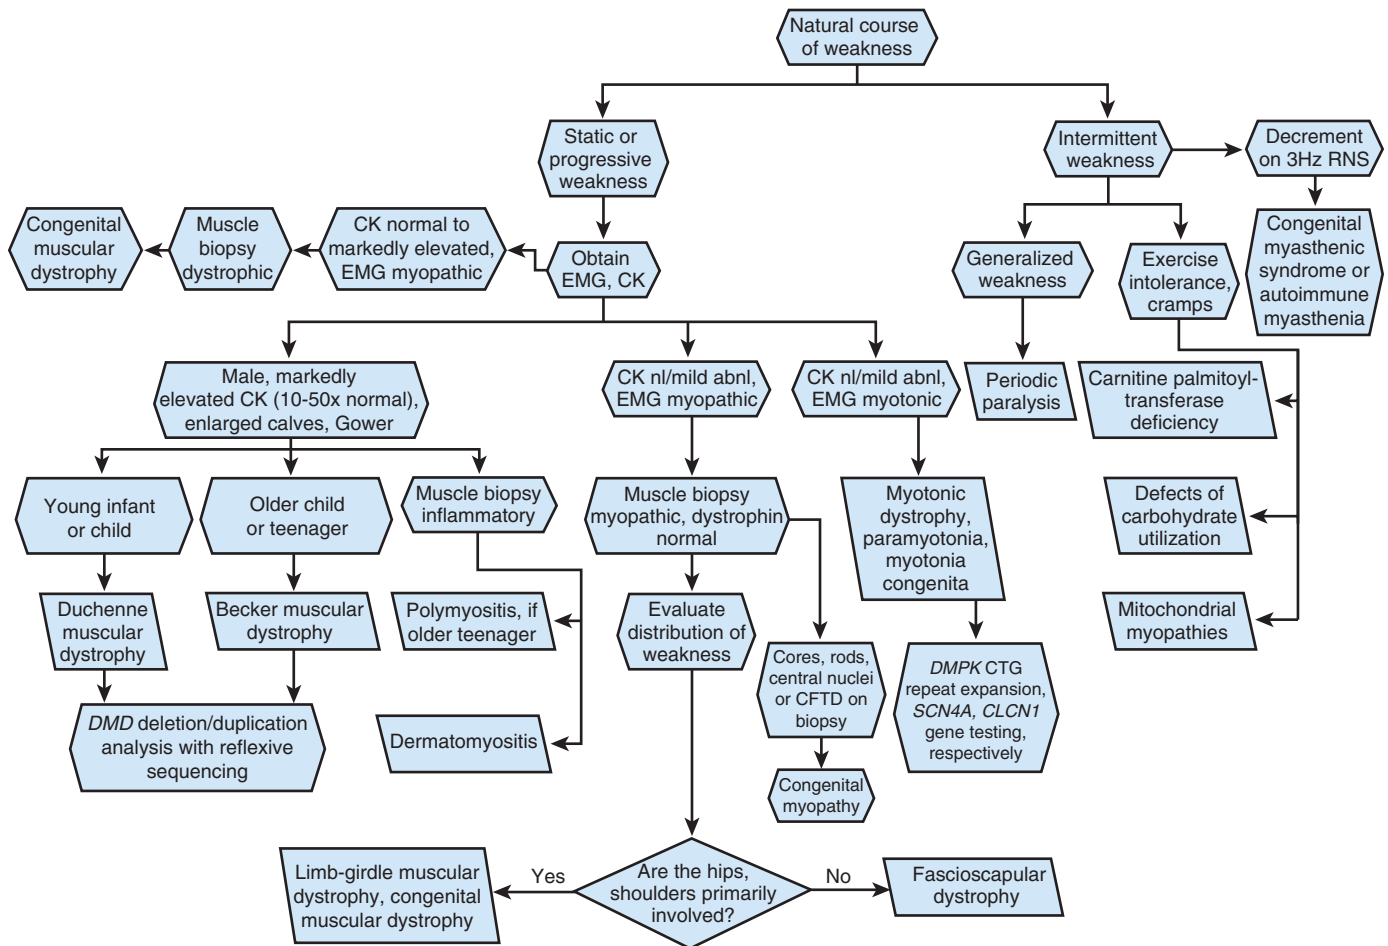 Natural course
of weakness
Static or
progressive
weakness
Intermittent
weakness
Decrement
on 3Hz RNS
Congenital
muscular
dystrophy
Muscle
biopsy
dystrophic
CK normal to
markedly elevated,
EMG myopathic
Obtain
EMG, CK
Generalized
weakness
Exercise
intolerance,
cramps
Congenital
myasthenic
syndrome or
autoimmune
myasthenia
Male, markedly
elevated CK (10-50x normal),
enlarged calves, Gower
CK nl/mild abnl,
EMG myopathic
CK nl/mild abnl,
EMG myotonic
Periodic
paralysis
Carnitine palmitoyl-
transferase
deficiency
Young infant
or child
Older child
or teenager
Muscle biopsy
inflammatory
Muscle biopsy
myopathic, dystrophin
normal
Myotonic
dystrophy,
paramyotonia,
myotonia
congenita
Defects of
carbohydrate
utilization
Duchenne
muscular
dystrophy
Becker muscular
dystrophy
Polymyositis, if
older teenager
Evaluate
distribution of
weakness
Mitochondrial
myopathies
Cores, rods,
central nuclei
or CFTD on
biopsy
DMPK CTG
repeat expansion,
SCN4A, CLCN1
gene testing,
respectively
DMD deletion/duplication
analysis with reflexive
sequencing
Dermatomyositis
Congenital
myopathy
Limb-girdle muscular
dystrophy, congenital
muscular dystrophy
Yes
Are the hips,
shoulders primarily
involved?
No
Fascioscapular
dystrophy